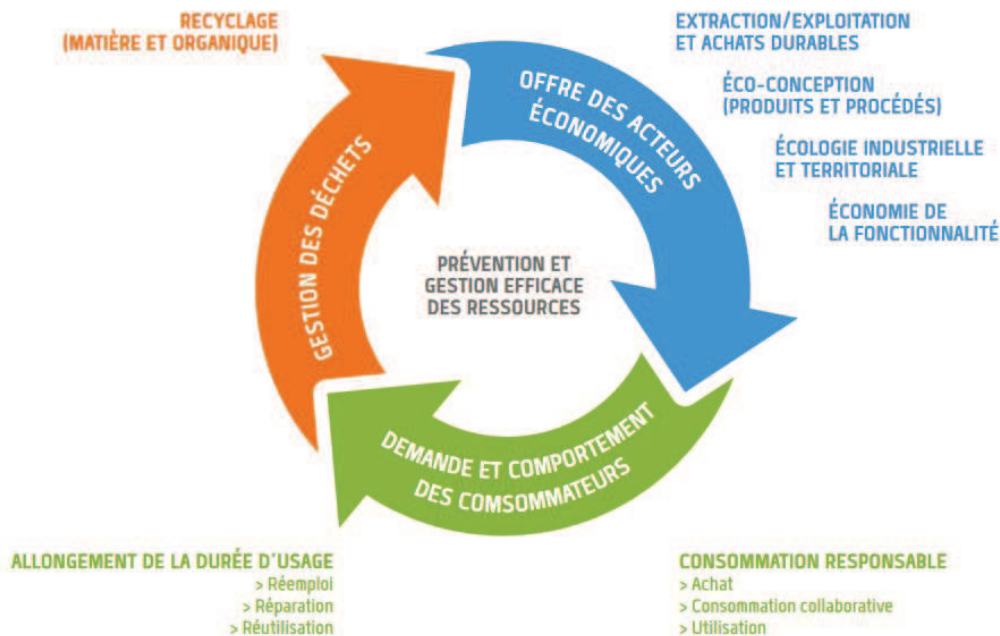 RECYCLAGE
(MATIÈRE ET ORGANIQUE)
EXTRACTION/EXPLOITATION
ET ACHATS DURABLES
ÉCO-CONCEPTION
(PRODUITS ET PROCÉDÉS)
ÉCOLOGIE INDUSTRIELLE
ET TERRITORIALE
ÉCONOMIE DE
LA FONCTIONNALITÉ
OFFRE DES ACTEURS
ÉCONOMIQUES
GESTION DES DÉCHETS
PRÉVENTION ET
GESTION EFFICACE
DES RESSOURCES
DEMANDE ET COMPORTEMENT
DES COMSOMMATEURS
ALLONGEMENT DE LA DURÉE D'USAGE
> Réemploi
> Réparation
> Réutilisation
CONSOMMATION RESPONSABLE
> Achat
> Consommation collaborative
> Utilisation